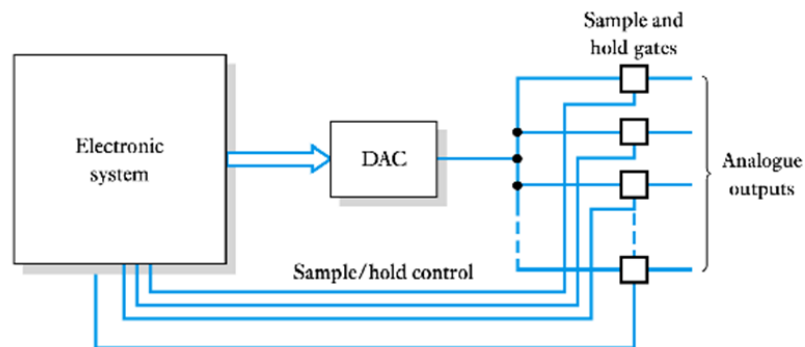 Sample and
hold gates
Electronic
system
DAC
Analogue
outputs
Sample/hold control